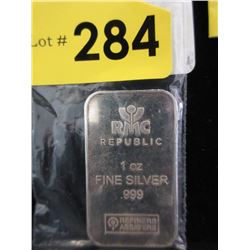 Lot # 284
RMC
REPUBLIC
1 oz
FINE SILVER
.999
REFINERS
ASSAYERS